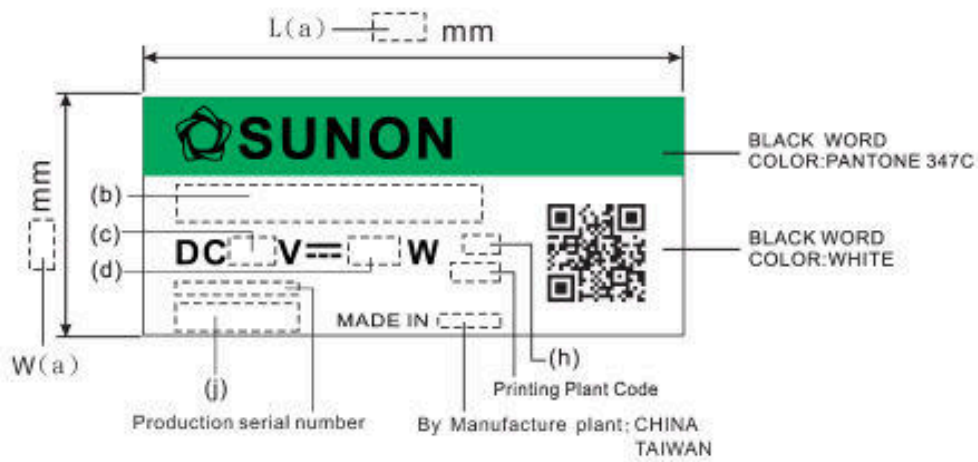 L(a) mm
SUNON
BLACK WORD
COLOR:PANTONE 347C
mm
(b)
(c)
DC V W
(d)
BLACK WORD
COLOR:WHITE
MADE IN
W(a)
(j)
(h)
Printing Plant Code
Production serial number
By Manufacture plant: CHINA
TAIWAN